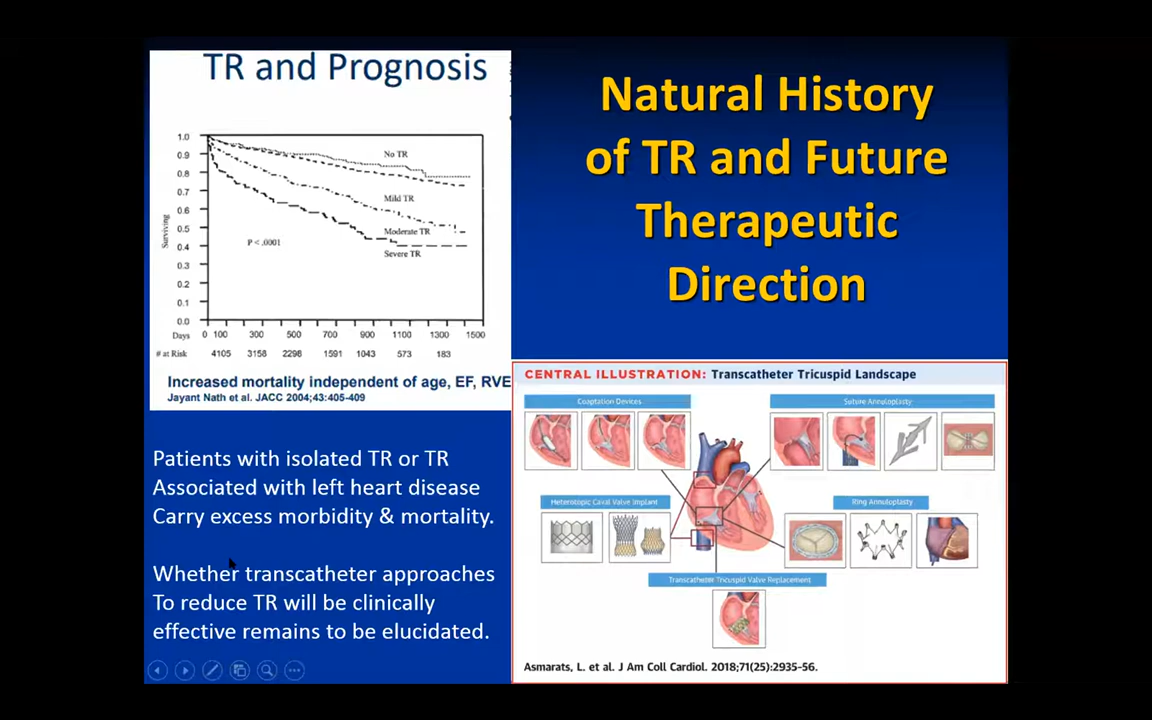 TR and Prognosis
Natural History
of TR and Future
Therapeutic
Direction
1.0
0.9
0.8
0.7
0.6
0.5
0.4
0.3
0.2
0.1
0.0
Surviving
No TR
Mild TR
Moderate TR
Severe TR
P < .0001
Days 0 100 300 500 700 900 1100 1300 1500
# at Risk 4105 3158 2298 1591 1043 573 183
Increased mortality independent of age, EF, RVE
Jayant Nath et al. JACC 2004;43:405-409
Patients with isolated TR or TR
Associated with left heart disease
Carry excess morbidity & mortality.
Whether transcatheter approaches
To reduce TR will be clinically
effective remains to be elucidated.
CENTRAL ILLUSTRATION: Transcatheter Tricuspid Landscape
Coaptation Devices
Suture Annuloplasty
Heterotopic Caval Valve Implant
Ring Annuloplasty
Transcatheter Tricuspid Valve Replacement
Asmarats, L. et al. J Am Coll Cardiol. 2018;71(25):2935-56.